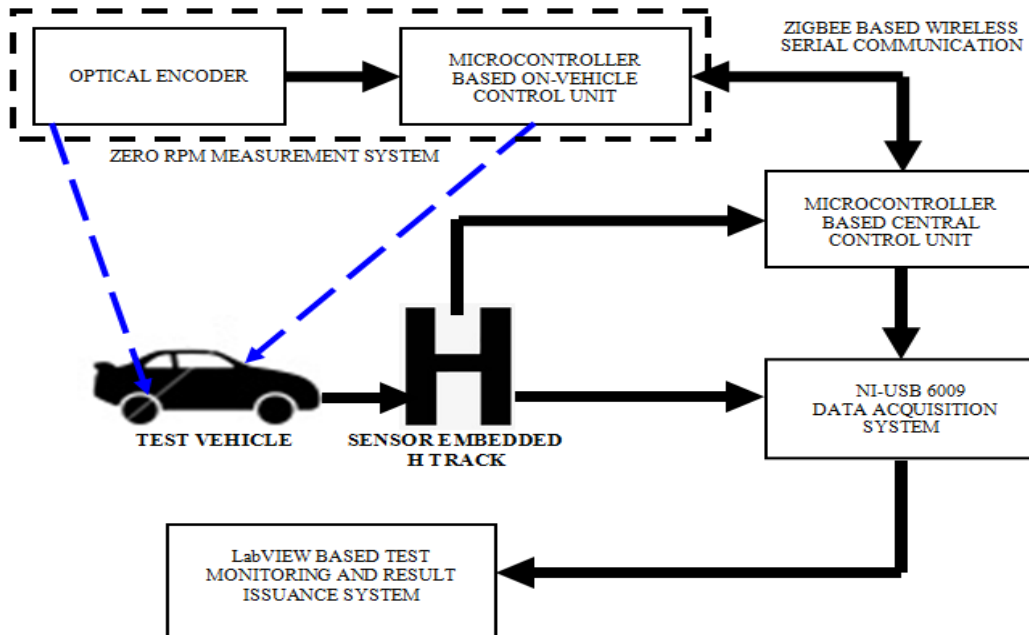 OPTICAL ENCODER
MICROCONTROLLER
BASED ON-VEHICLE
CONTROL UNIT
ZIGBEE BASED WIRELESS
SERIAL COMMUNICATION
ZERO RPM MEASUREMENT SYSTEM
MICROCONTROLLER
BASED CENTRAL
CONTROL UNIT
H
NI-USB 6009
DATA ACQUISITION
SYSTEM
TEST VEHICLE
SENSOR EMBEDDED
H TRACK
LabVIEW BASED TEST
MONITORING AND RESULT
ISSUANCE SYSTEM